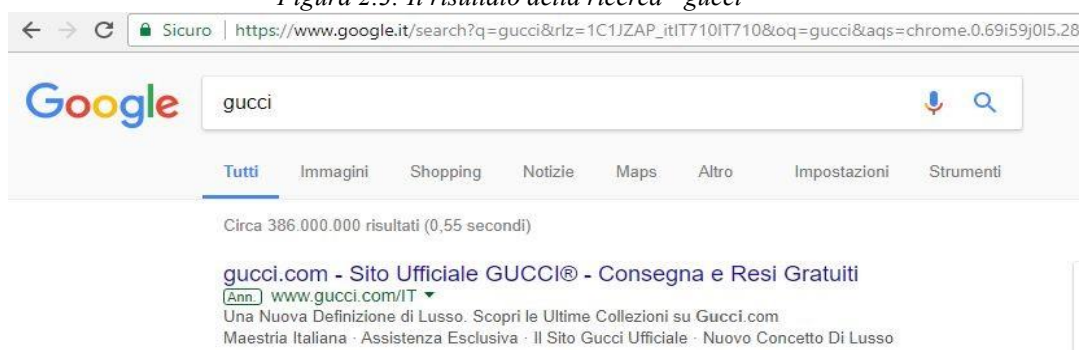 Figura 2.3: Il risultato della ricerca "gucci"
Sicuro | https://www.google.it/search?q=gucci&rlz=1C1JZAP_itIT710IT710&oq=gucci&aqs=chrome.0.69i59j0l5.28
Google gucci
Tutti Immagini Shopping Notizie Maps Altro Impostazioni Strumenti
Circa 386.000.000 risultati (0,55 secondi)
gucci.com - Sito Ufficiale GUCCI® - Consegna e Resi Gratuiti
Ann. www.gucci.com/IT
Una Nuova Definizione di Lusso. Scopri le Ultime Collezioni su Gucci.com
Maestria Italiana · Assistenza Esclusiva · Il Sito Gucci Ufficiale · Nuovo Concetto Di Lusso